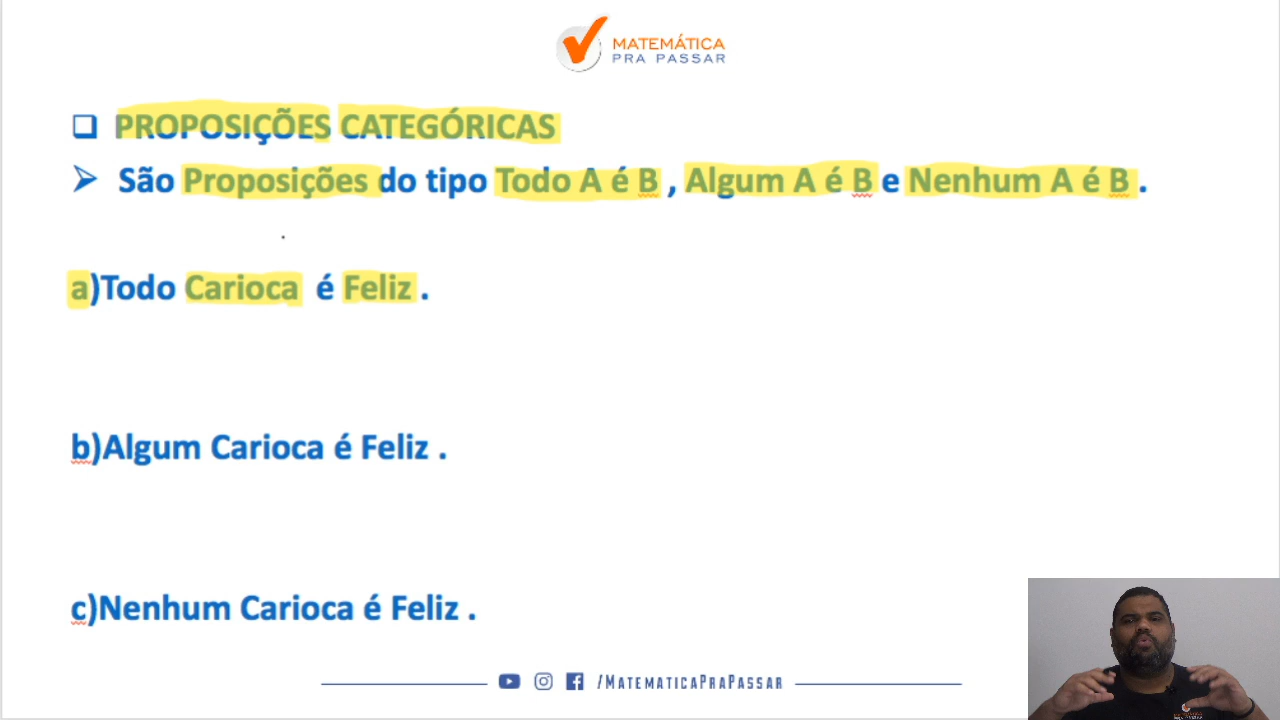 MATEMÁTICA
PRA PASSAR
PROPOSIÇÕES CATEGÓRICAS
São Proposições do tipo Todo A é B , Algum A é B e Nenhum A é B .
a)Todo Carioca é Feliz .
b)Algum Carioca é Feliz .
c)Nenhum Carioca é Feliz .
/MATEMATICAPRAPASSAR